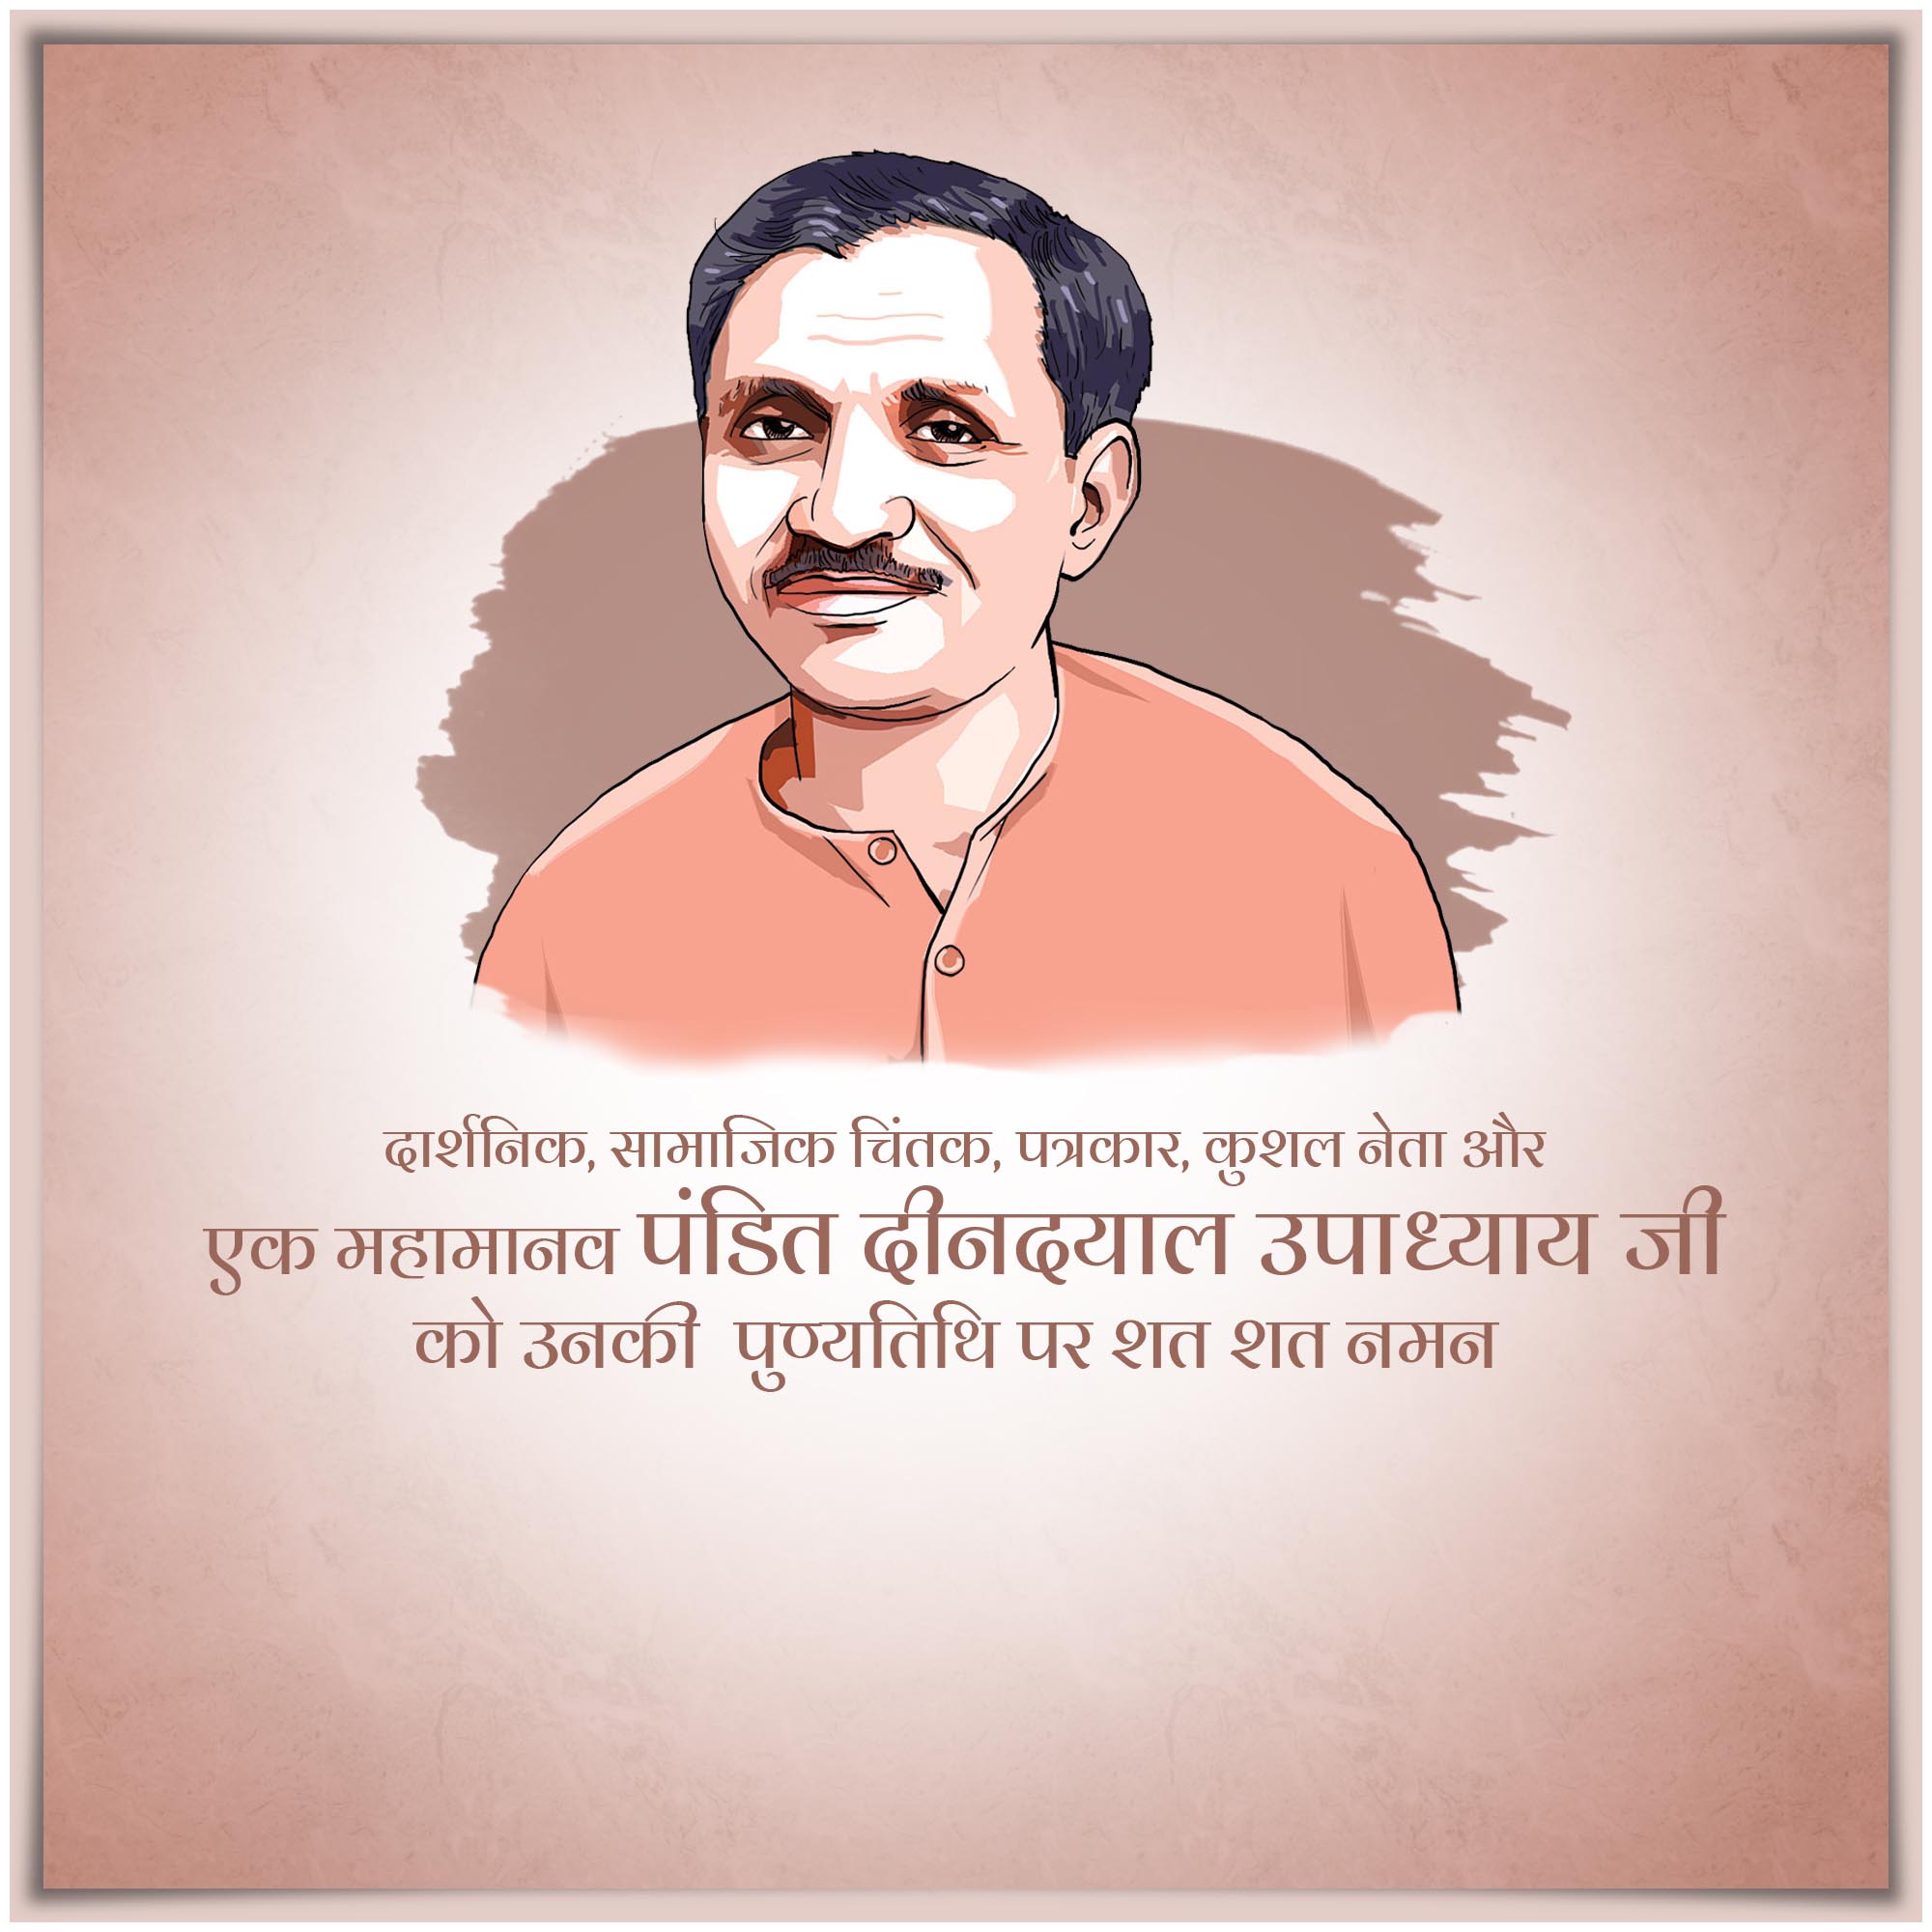 दार्शनिक, सामाजिक चिंतक, पत्रकार, कुशल नेता और
एक महामानव पंडित दीनदयाल उपाध्याय जी
को उनकी पुण्यतिथि पर शत शत नमन